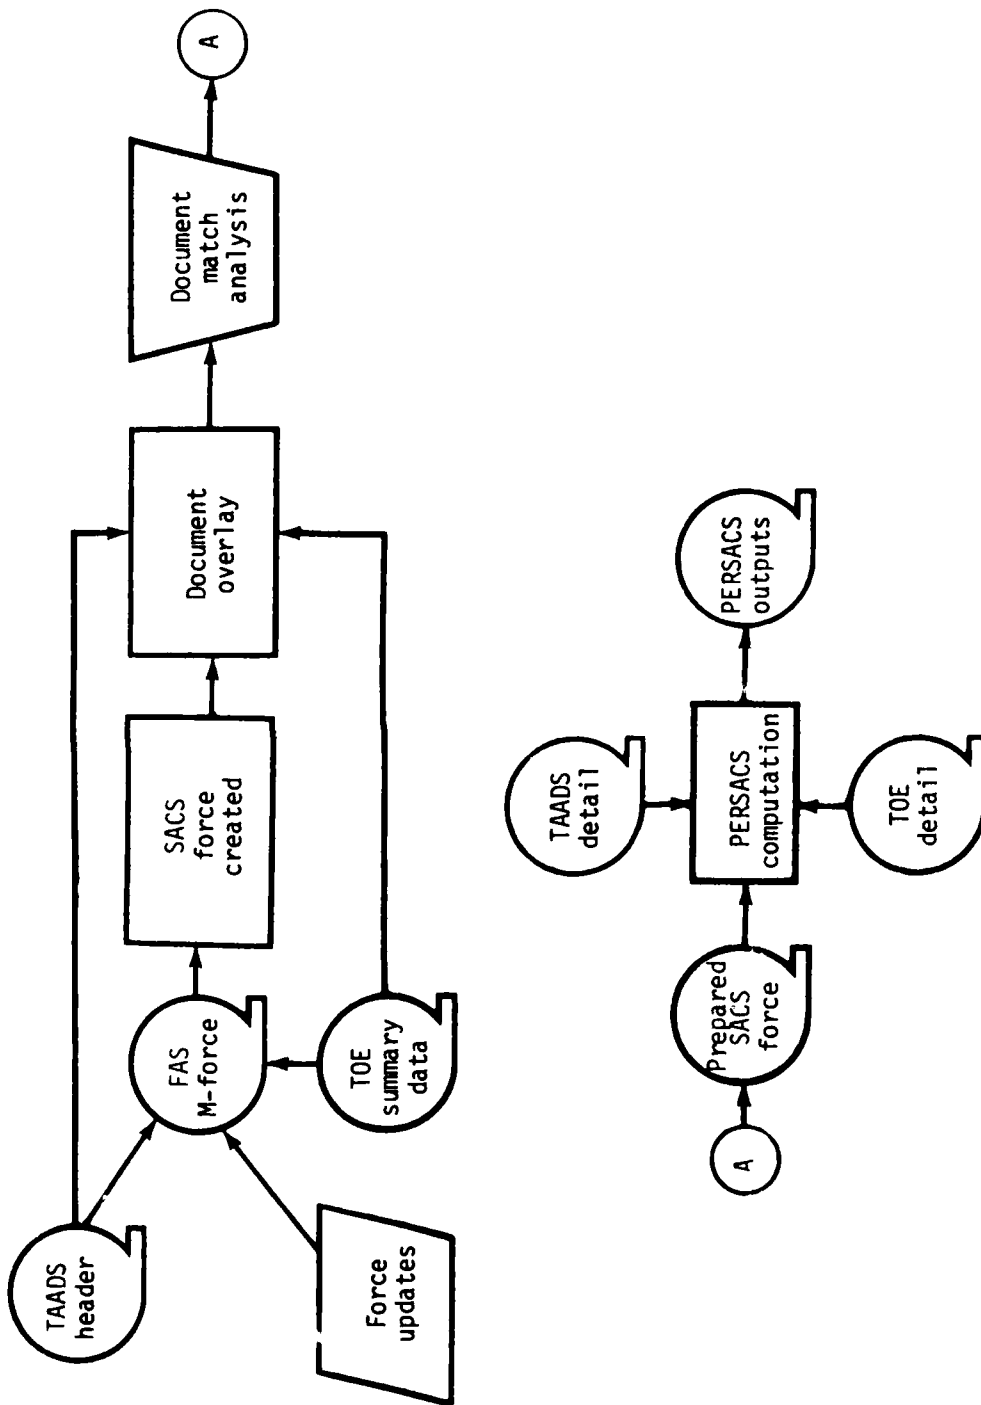 TAADS
header
Force
updates
FAS
M-force
TOE
summary
data
SACS
force
created
Document
overlay
Document
match
analysis
A
A
Prepared
SACS
force
TAADS
detail
PERSACS
computation
TOE
detail
PERSACS
outputs